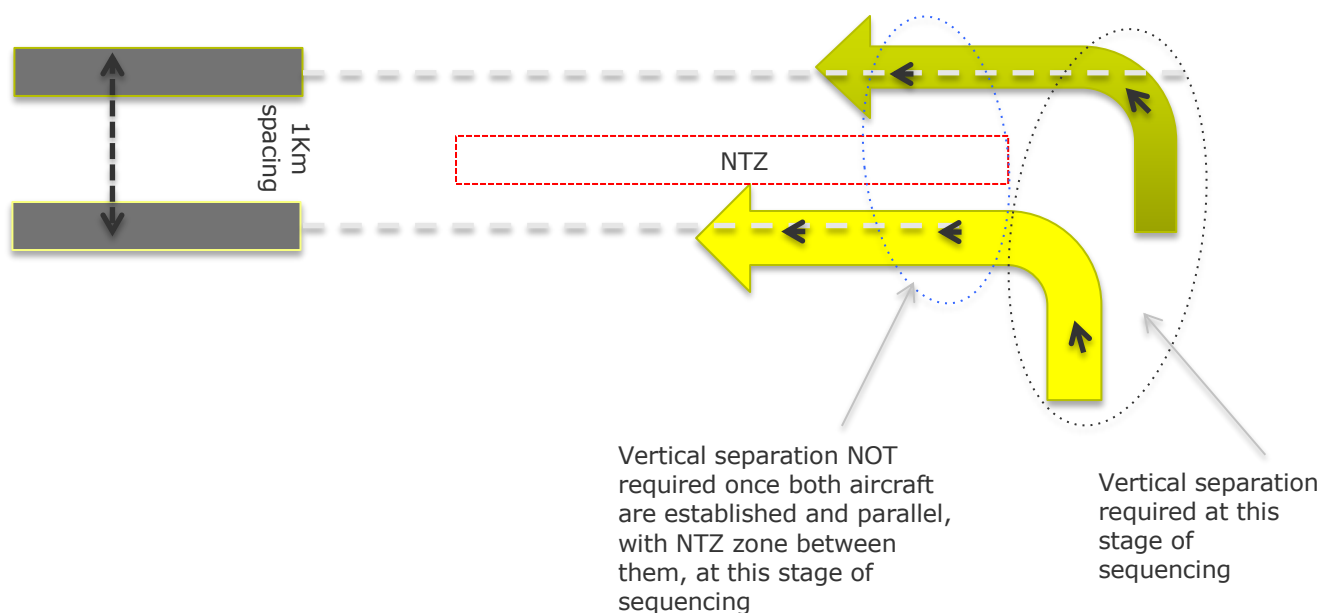 1Km
spacing
NTZ
Vertical separation NOT
required once both aircraft
are established and parallel,
with NTZ zone between
them, at this stage of
sequencing
Vertical separation
required at this
stage of
sequencing